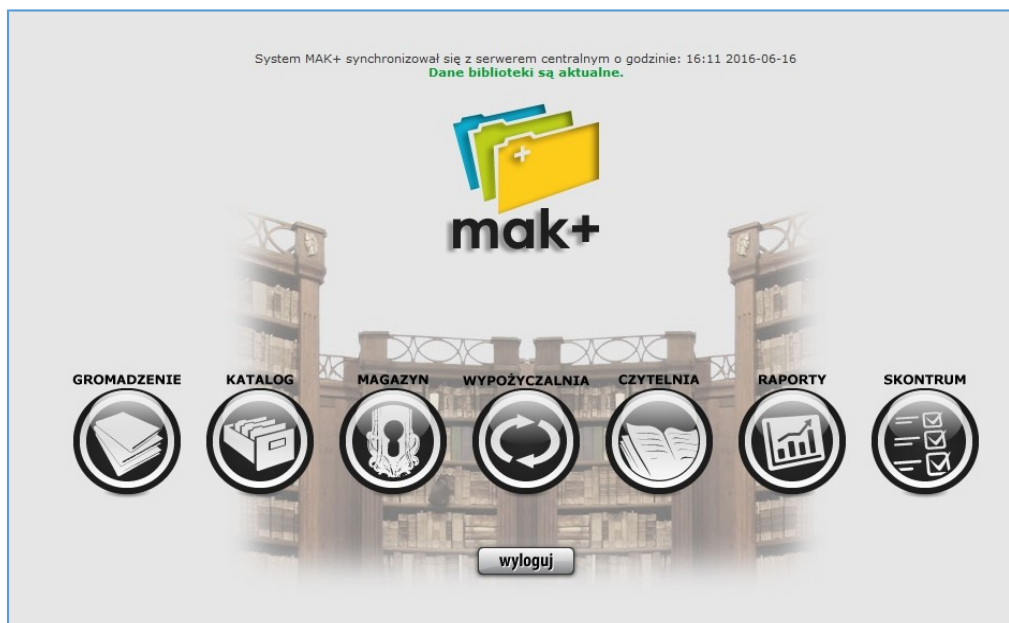 System MAK+ synchronizował się z serwerem centralnym o godzinie: 16:11 2016-06-16
Dane biblioteki są aktualne.
mak+
GROMADZENIE KATALOG MAGAZYN WYPOŻYCZALNIA CZYTELNIA RAPORTY SKONTRUM
wyloguj